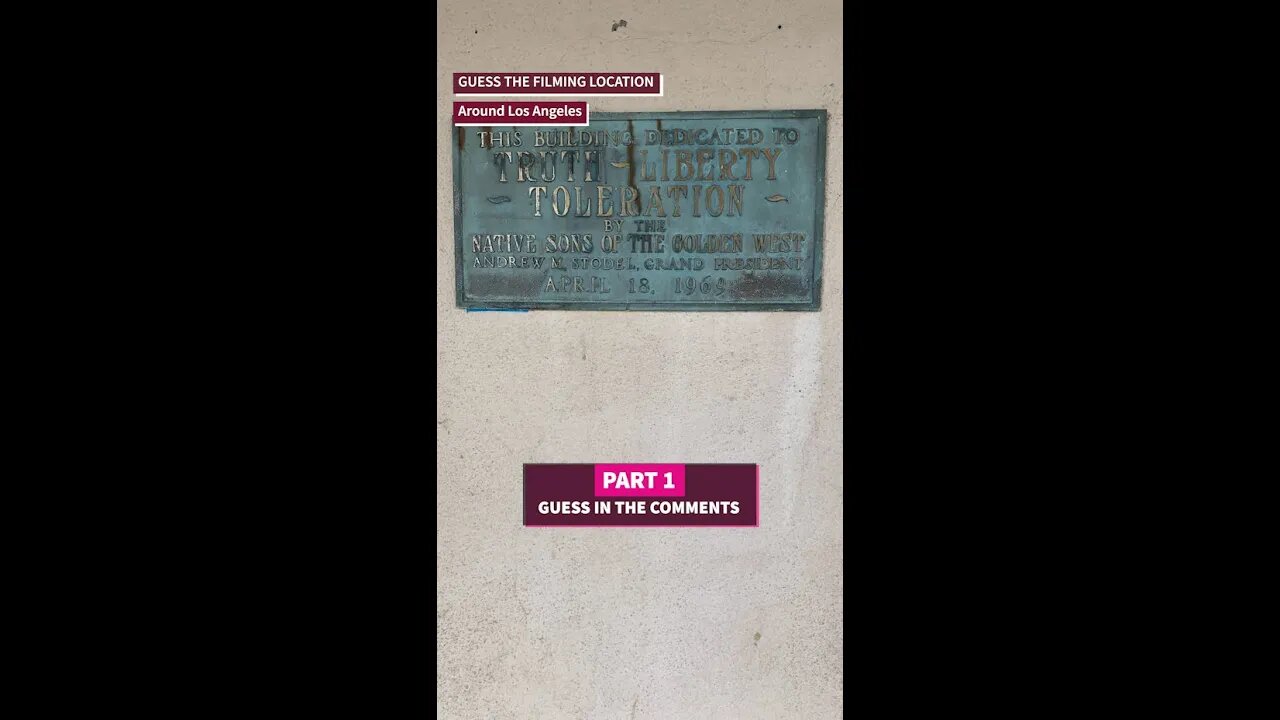 GUESS THE FILMING LOCATION
Around Los Angeles
THIS BUILDING DEDICATED TO
TRUTH ~ LIBERTY
~ TOLERATION ~
BY THE
NATIVE SONS OF THE GOLDEN WEST
ANDREW M. STODEL, GRAND PRESIDENT
APRIL 18, 1969
PART 1
GUESS IN THE COMMENTS